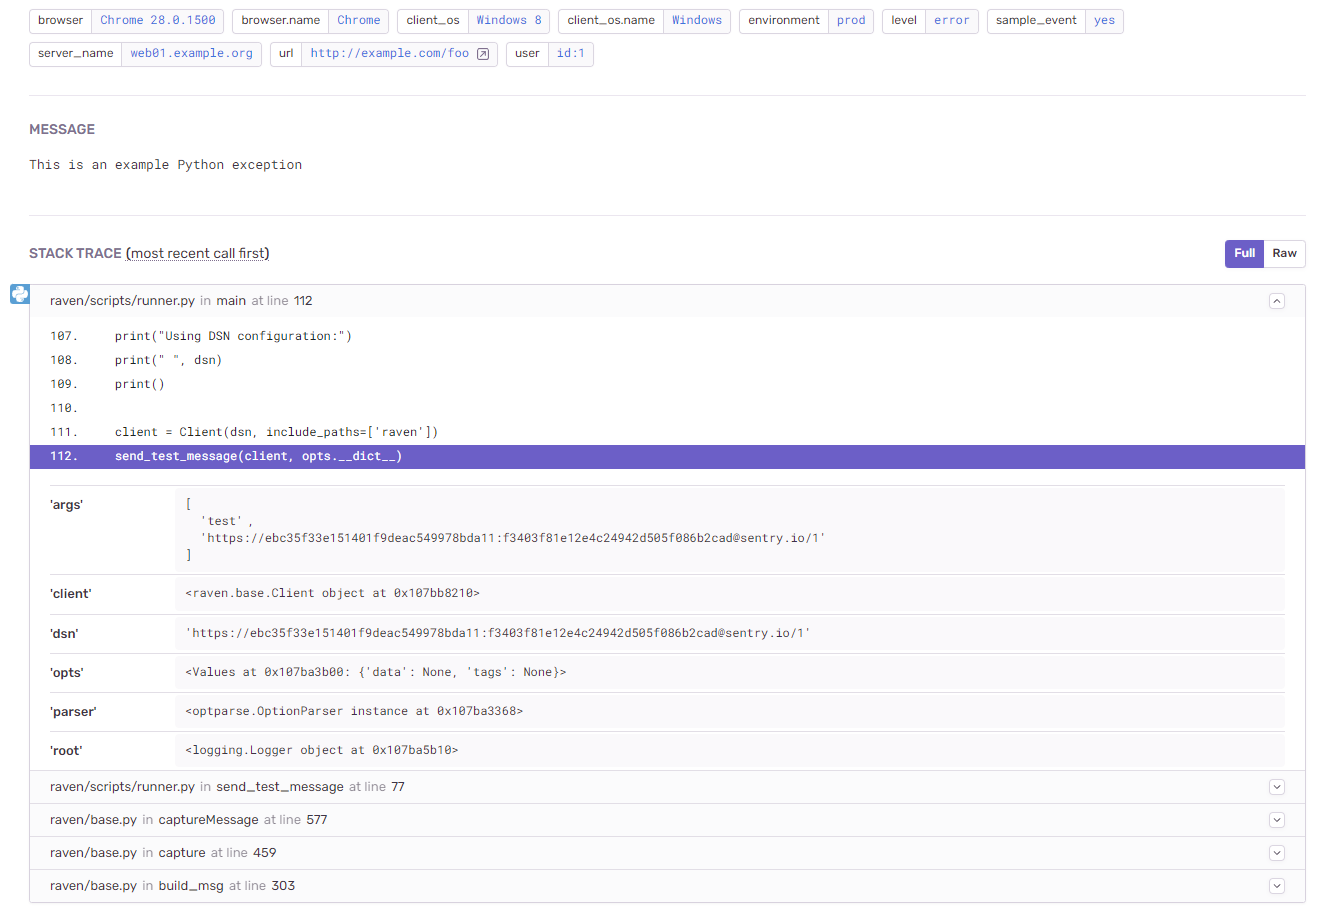 browser Chrome 28.0.1500 browser.name Chrome client_os Windows 8 client_os.name Windows environment prod level error sample_event yes
server_name web01.example.org url http://example.com/foo user id:1
MESSAGE
This is an example Python exception
STACK TRACE (most recent call first) Full Raw
raven/scripts/runner.py in main at line 112
107. print("Using DSN configuration:")
108. print(" ", dsn)
109. print()
110.
111. client = Client(dsn, include_paths=['raven'])
112. send_test_message(client, opts.__dict__)
'args' [
'test' ,
'https://ebc35f33e151401f9deac549978bda11:f3403f81e12e4c24942d505f086b2cad@sentry.io/1'
]
'client' <raven.base.Client object at 0x107bb8210>
'dsn' 'https://ebc35f33e151401f9deac549978bda11:f3403f81e12e4c24942d505f086b2cad@sentry.io/1'
'opts' <Values at 0x107ba3b00: {'data': None, 'tags': None}>
'parser' <optparse.OptionParser instance at 0x107ba3368>
'root' <logging.Logger object at 0x107ba5b10>
raven/scripts/runner.py in send_test_message at line 77
raven/base.py in captureMessage at line 577
raven/base.py in capture at line 459
raven/base.py in build_msg at line 303